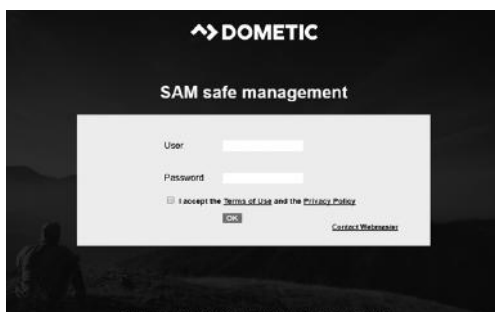 DOMETIC
SAM safe management
User
Password
I accept the Terms of Use and the Privacy Policy
OK
Contact Webmaster